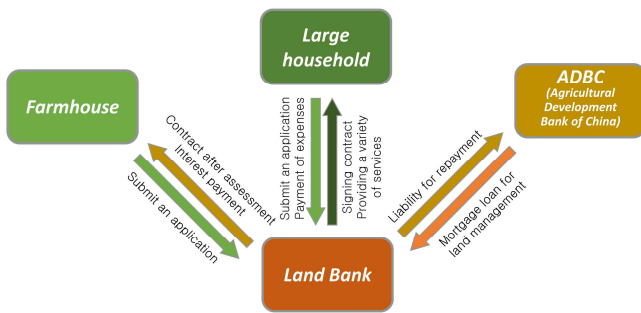 Large
household
Farmhouse
ADBC
(Agricultural
Development
Bank of China)
Contract after assessment
Interest payment
Submit an application
Submit an application
Payment of expenses
Signing contract
Providing a variety
of services
Liability for repayment
Mortgage loan for
land management
Land Bank